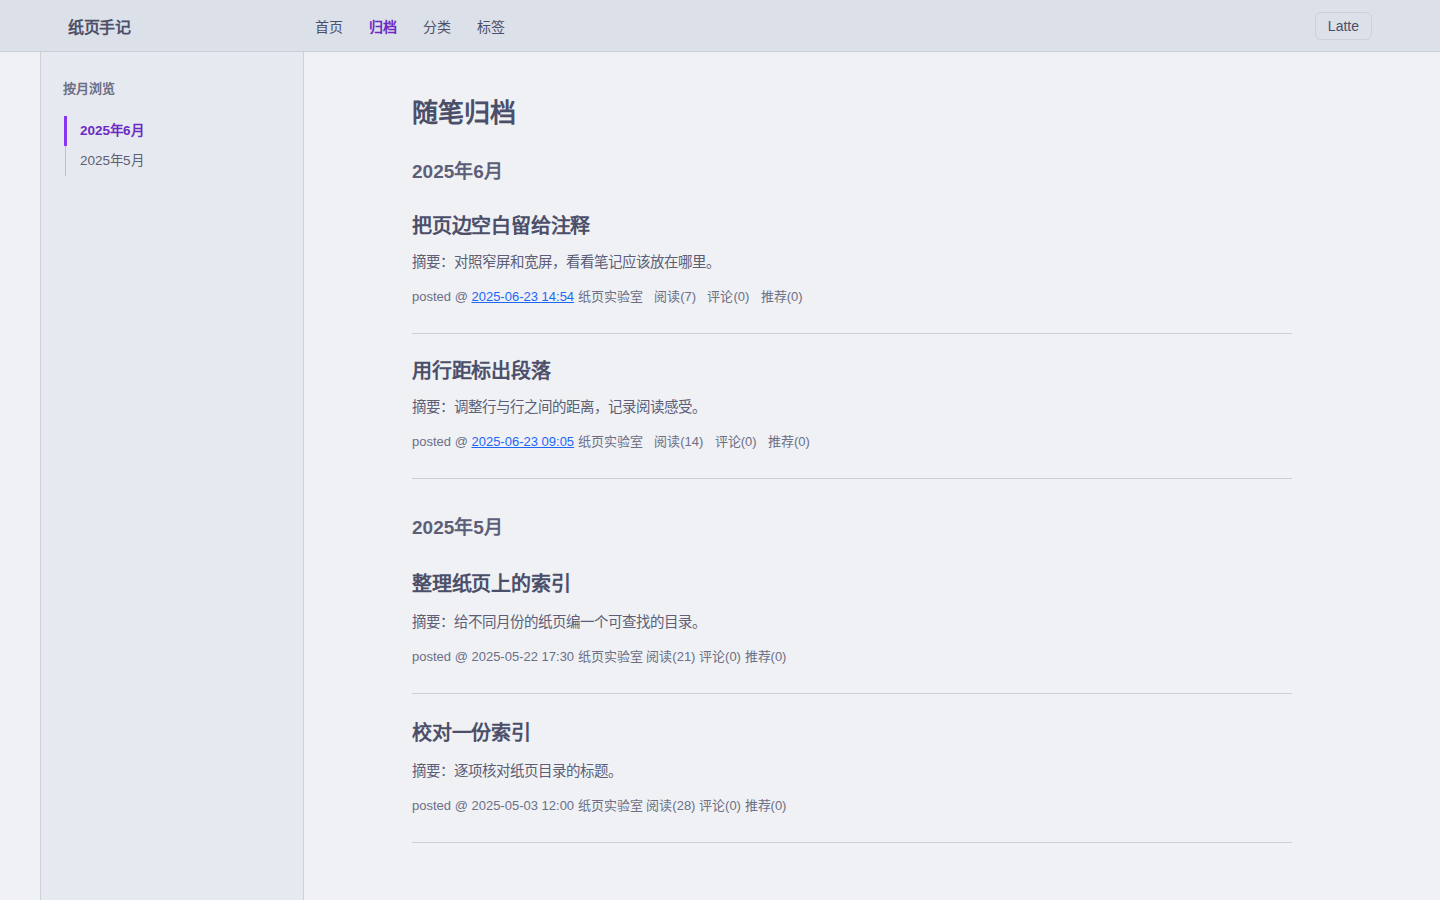 纸页手记
首页 归档 分类 标签
Latte
按月浏览
2025年6月
2025年5月
随笔归档
2025年6月
把页边空白留给注释
摘要：对照窄屏和宽屏，看看笔记应该放在哪里。
posted @ 2025-06-23 14:54 纸页实验室 阅读(7) 评论(0) 推荐(0)
用行距标出段落
摘要：调整行与行之间的距离，记录阅读感受。
posted @ 2025-06-23 09:05 纸页实验室 阅读(14) 评论(0) 推荐(0)
2025年5月
整理纸页上的索引
摘要：给不同月份的纸页编一个可查找的目录。
posted @ 2025-05-22 17:30 纸页实验室 阅读(21) 评论(0) 推荐(0)
校对一份索引
摘要：逐项核对纸页目录的标题。
posted @ 2025-05-03 12:00 纸页实验室 阅读(28) 评论(0) 推荐(0)